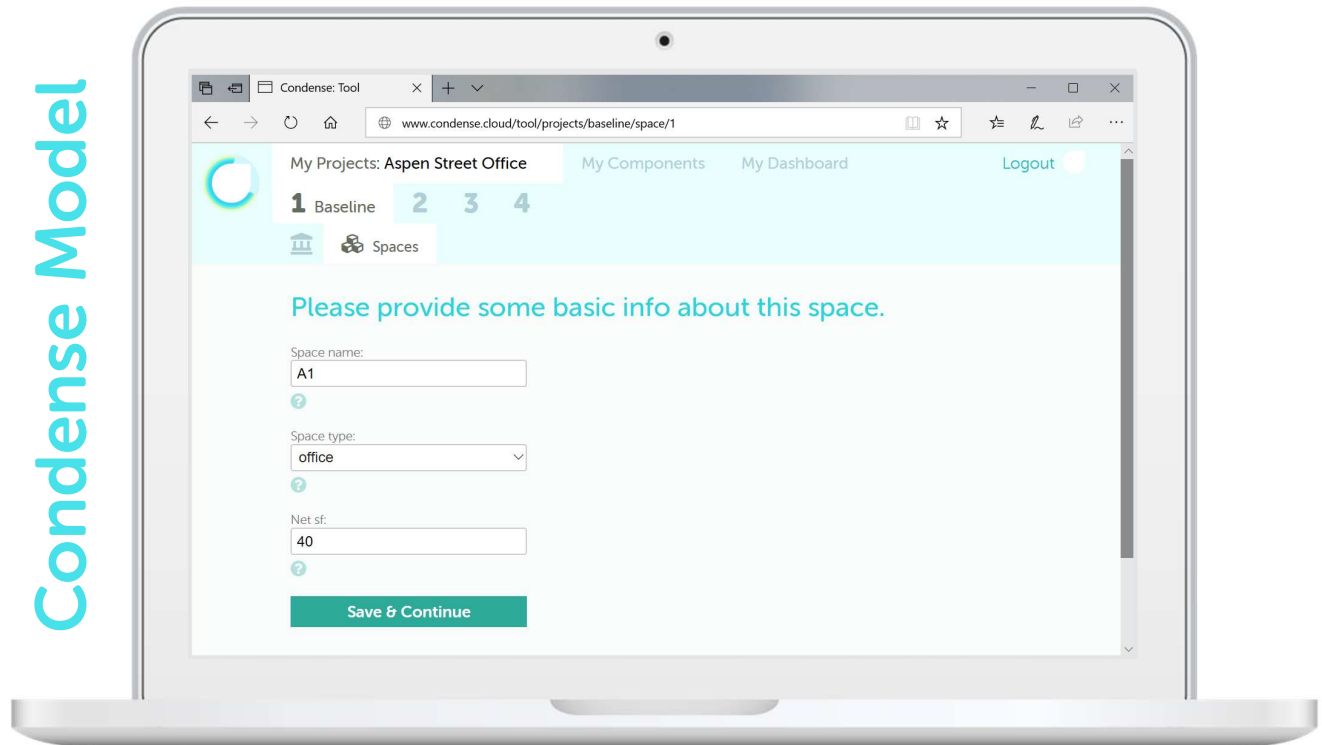 Condense Model
Condense: Tool
www.condense.cloud/tool/projects/baseline/space/1
My Projects: Aspen Street Office My Components My Dashboard Logout
1 Baseline 2 3 4
Spaces
Please provide some basic info about this space.
Space name:
A1
?
Space type:
office
?
Net sf:
40
?
Save & Continue